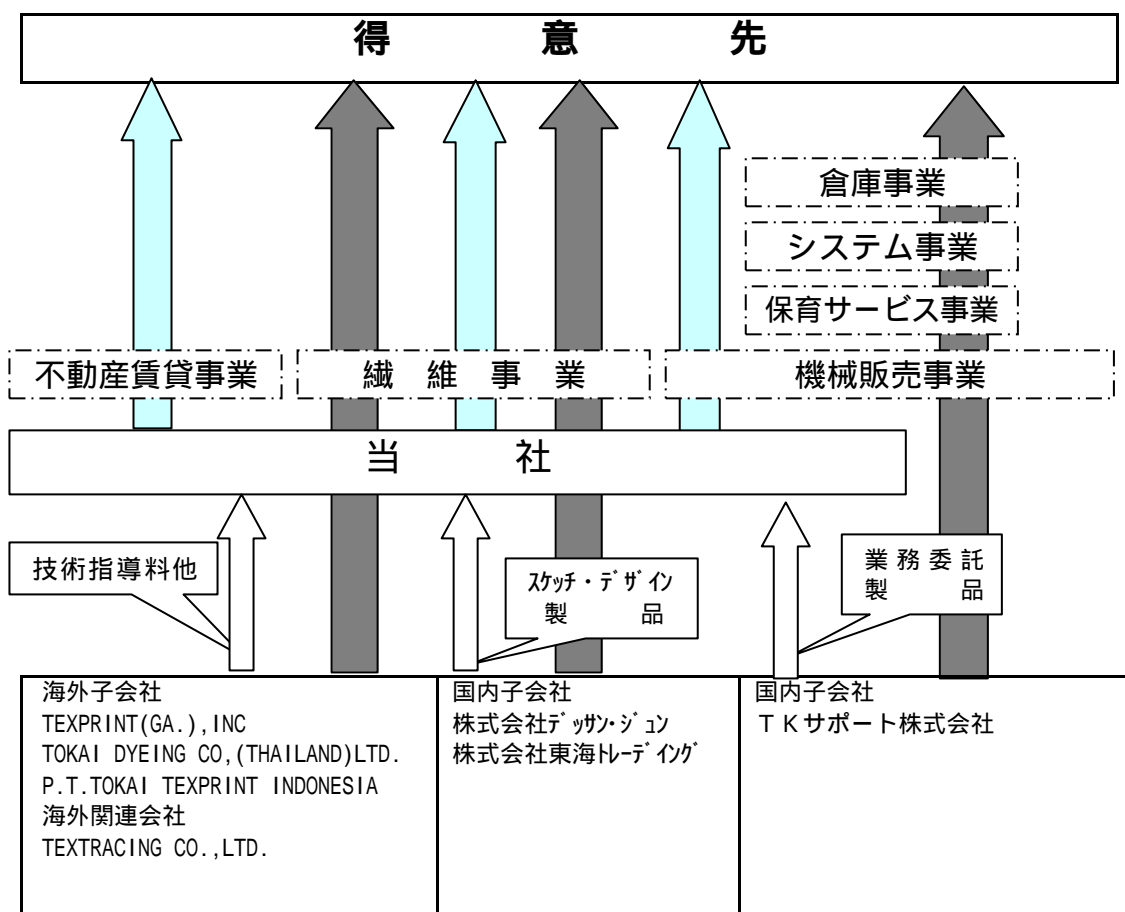 得 意 先
倉庫事業
システム事業
保育サービス事業
不動産賃貸事業
繊 維 事 業
機械販売事業
当 社
技術指導料他
ｽｹｯﾁ・ﾃﾞｻﾞｲﾝ
製 品
業務委託
製 品
海外子会社
TEXPRINT(GA.),INC
TOKAI DYEING CO,(THAILAND)LTD.
P.T.TOKAI TEXPRINT INDONESIA
海外関連会社
TEXTRACING CO.,LTD.
国内子会社
株式会社ﾃﾞｯｻﾝ･ｼﾞｭﾝ
株式会社東海ﾄﾚｰﾃﾞｲﾝｸﾞ
国内子会社
ＴＫサポート株式会社